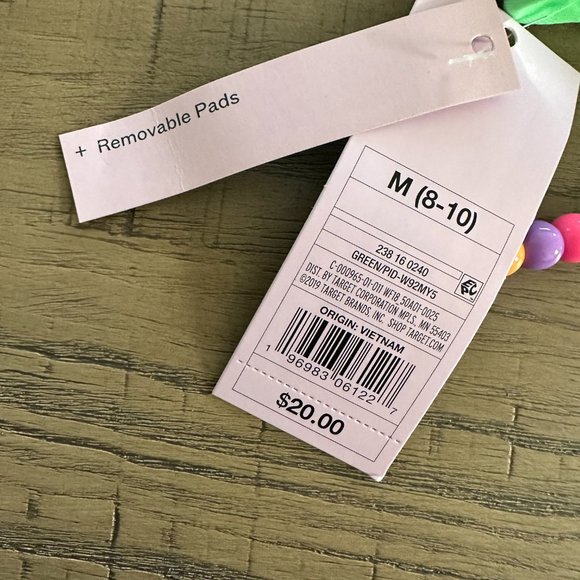 + Removable Pads
M (8-10)
238 16 0240
GREEN/PID-W92MY5
C-000965-01-011 WF18 50A01-0025
DIST. BY TARGET CORPORATION MPLS, MN 55403
©2019 TARGET BRANDS, INC. SHOP TARGET.COM
ORIGIN: VIETNAM
1 96983 06122 7
$20.00